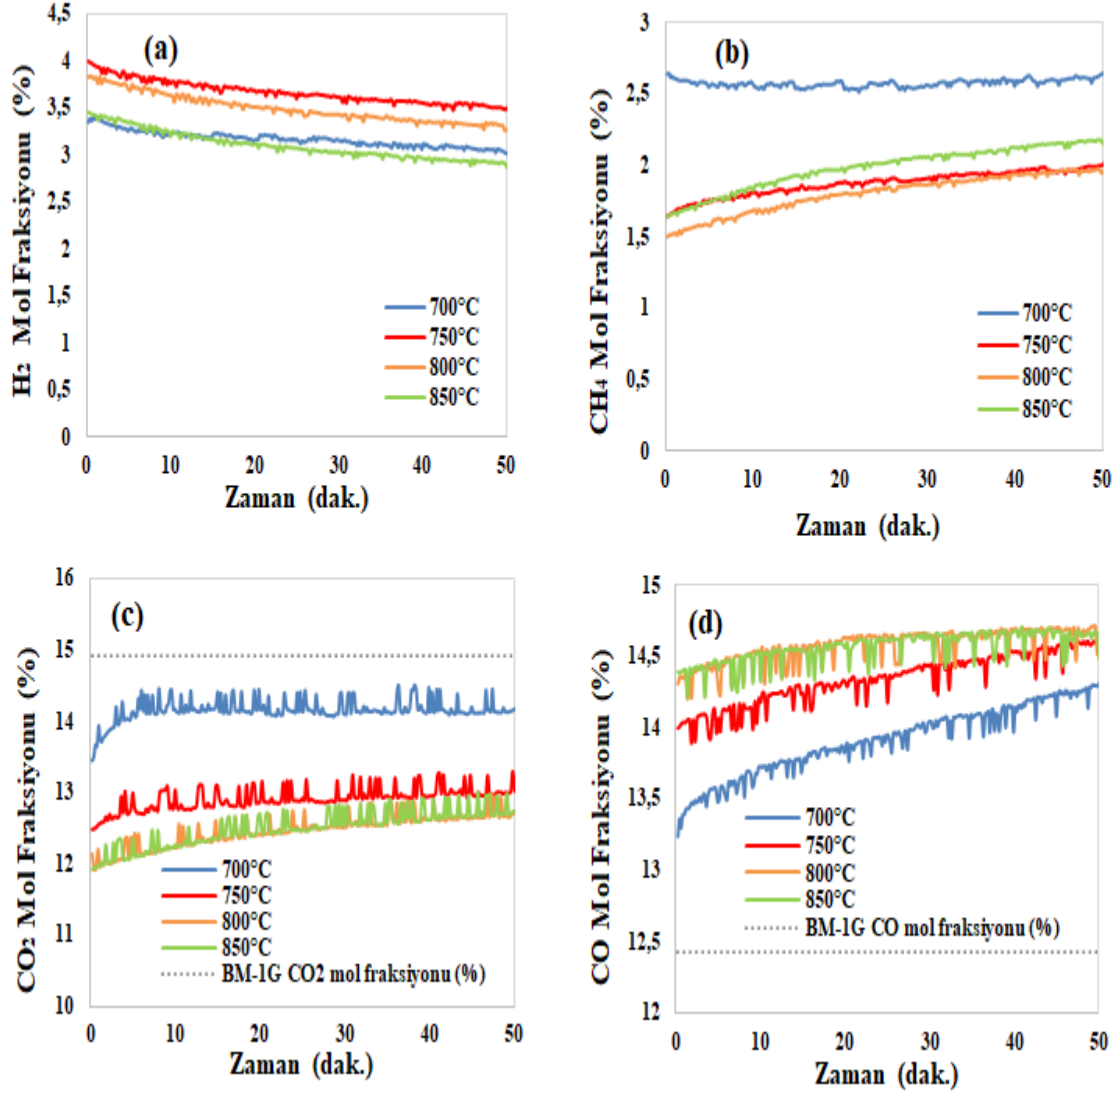 (a)
H₂ Mol Fraksiyonu (%)
4,5
4
3,5
3
2,5
2
1,5
1
0,5
0
700°C
750°C
800°C
850°C
0 10 20 30 40 50
Zaman (dak.)
(b)
CH₄ Mol Fraksiyonu (%)
3
2,5
2
1,5
1
0,5
0
700°C
750°C
800°C
850°C
0 10 20 30 40 50
Zaman (dak.)
(c)
CO₂ Mol Fraksiyonu (%)
16
15
14
13
12
11
10
700°C
750°C
800°C
850°C
BM-1G CO2 mol fraksiyonu (%)
0 10 20 30 40 50
Zaman (dak.)
(d)
CO Mol Fraksiyonu (%)
15
14,5
14
13,5
13
12,5
12
700°C
750°C
800°C
850°C
BM-1G CO mol fraksiyonu (%)
0 10 20 30 40 50
Zaman (dak.)